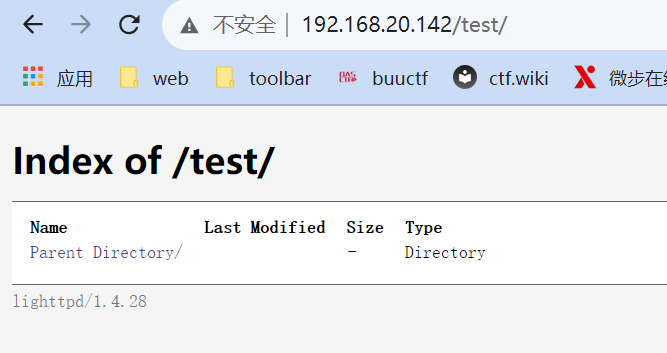 不安全 | 192.168.20.142/test/
应用 web toolbar buuctf ctf.wiki 微步在
Index of /test/
Name Last Modified Size Type
Parent Directory/ - Directory
lighttpd/1.4.28